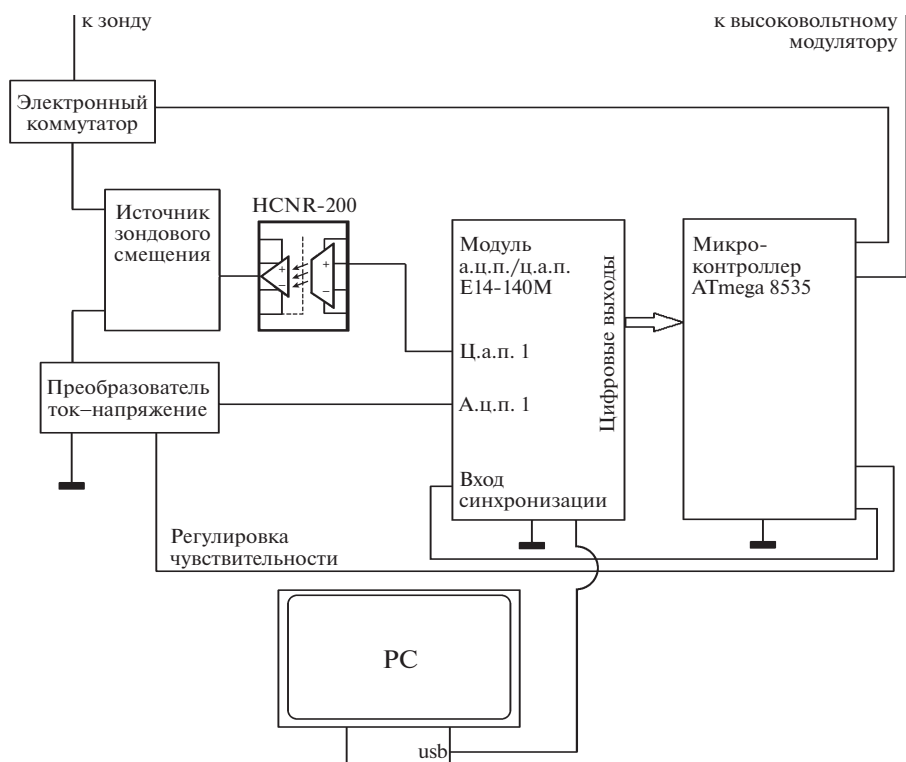 к зонду
к высоковольтному
модулятору
Электронный
коммутатор
Источник
зондового
смещения
HCNR-200
+
−
+
−
Модуль
а.ц.п./ц.а.п.
E14-140M
Ц.а.п. 1
А.ц.п. 1
Вход
синхронизации
Цифровые выходы
Микро-
контроллер
ATmega 8535
Преобразователь
ток–напряжение
Регулировка
чувствительности
PC
usb